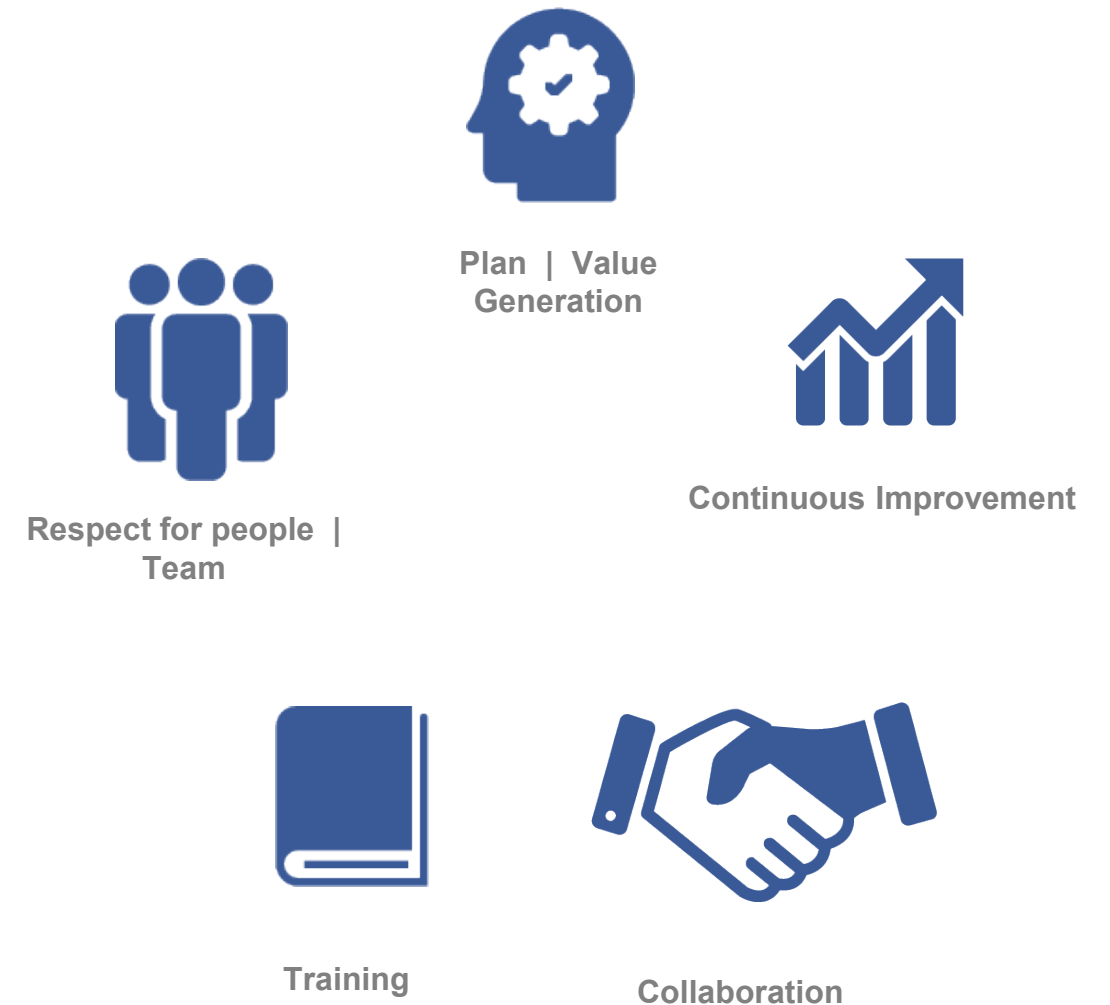 Plan | Value
Generation
Continuous Improvement
Respect for people |
Team
Training
Collaboration